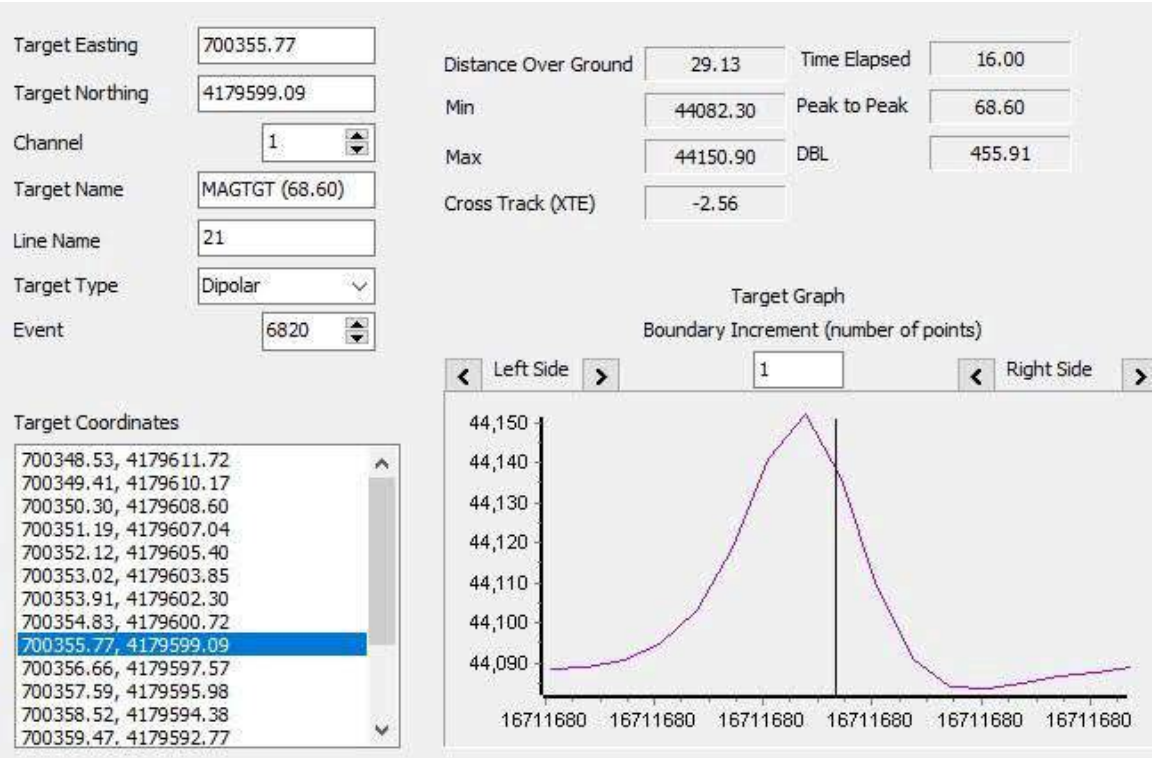 Target Easting 700355.77
Target Northing 4179599.09
Channel 1
Target Name MAGTGT (68.60)
Line Name 21
Target Type Dipolar
Event 6820
Distance Over Ground 29.13 Time Elapsed 16.00
Min 44082.30 Peak to Peak 68.60
Max 44150.90 DBL 455.91
Cross Track (XTE) -2.56
Target Graph
Boundary Increment (number of points)
Left Side 1 Right Side
Target Coordinates
700348.53, 4179611.72
700349.41, 4179610.17
700350.30, 4179608.60
700351.19, 4179607.04
700352.12, 4179605.40
700353.02, 4179603.85
700353.91, 4179602.30
700354.83, 4179600.72
700355.77, 4179599.09
700356.66, 4179597.57
700357.59, 4179595.98
700358.52, 4179594.38
700359.47, 4179592.77
44,150
44,140
44,130
44,120
44,110
44,100
44,090
16711680 16711680 16711680 16711680 16711680 16711680